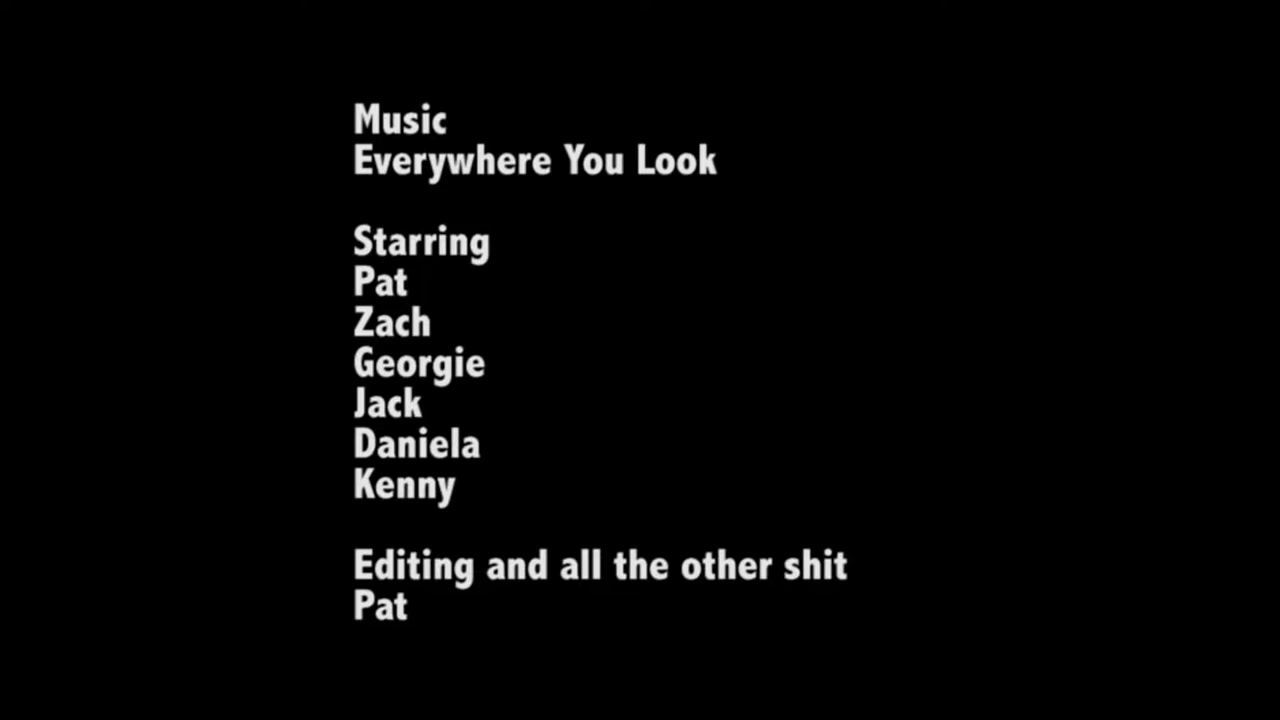 Music
Everywhere You Look
Starring
Pat
Zach
Georgie
Jack
Daniela
Kenny
Editing and all the other shit
Pat